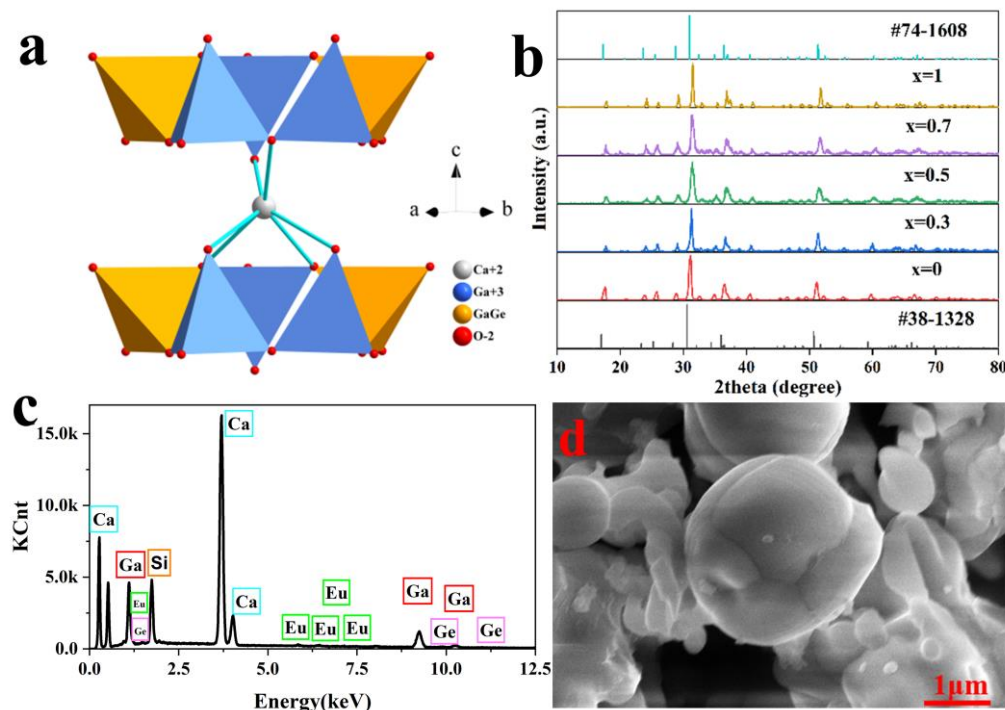 a
c
a
b
Ca+2
Ga+3
GaGe
O-2
b
Intensity (a.u.)
#74-1608
x=1
x=0.7
x=0.5
x=0.3
x=0
#38-1328
10 20 30 40 50 60 70 80
2theta (degree)
c
KCnt
15.0k
10.0k
5.0k
0.0
Ca
Ga
Eu
Ge
Si
Ca
Ca
Eu
Eu
Eu
Eu
Ga
Ga
Ge
Ge
0.0 2.5 5.0 7.5 10.0 12.5
Energy(keV)
d
1μm